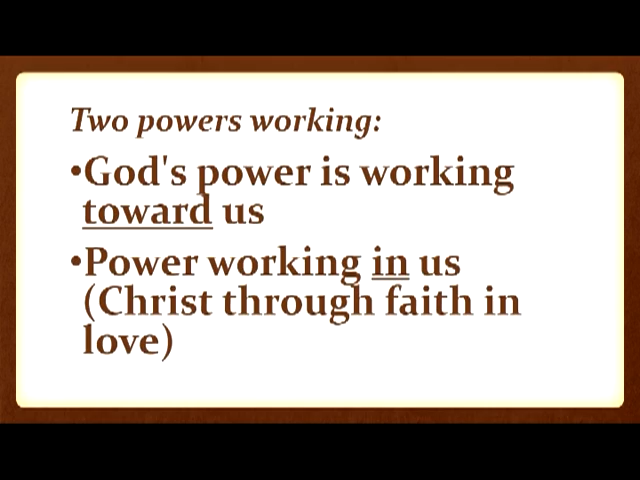 Two powers working:
•God's power is working
toward us
•Power working in us
(Christ through faith in
love)